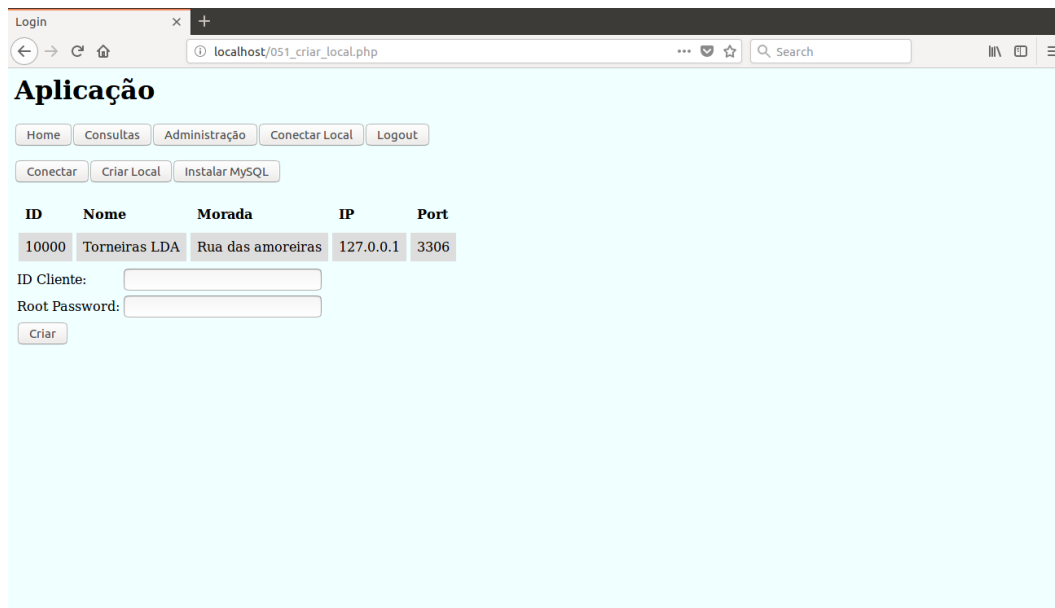 Login
localhost/051_criar_local.php
Search
Aplicação
Home Consultas Administração Conectar Local Logout
Conectar Criar Local Instalar MySQL
ID Nome Morada IP Port
10000 Torneiras LDA Rua das amoreiras 127.0.0.1 3306
ID Cliente:
Root Password:
Criar